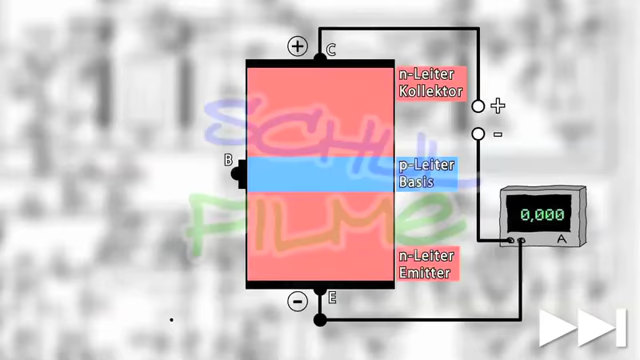 C
n-Leiter
Kollektor
+
-
SCHUL
B
p-Leiter
Basis
FILME
0,000
A
n-Leiter
Emitter
E